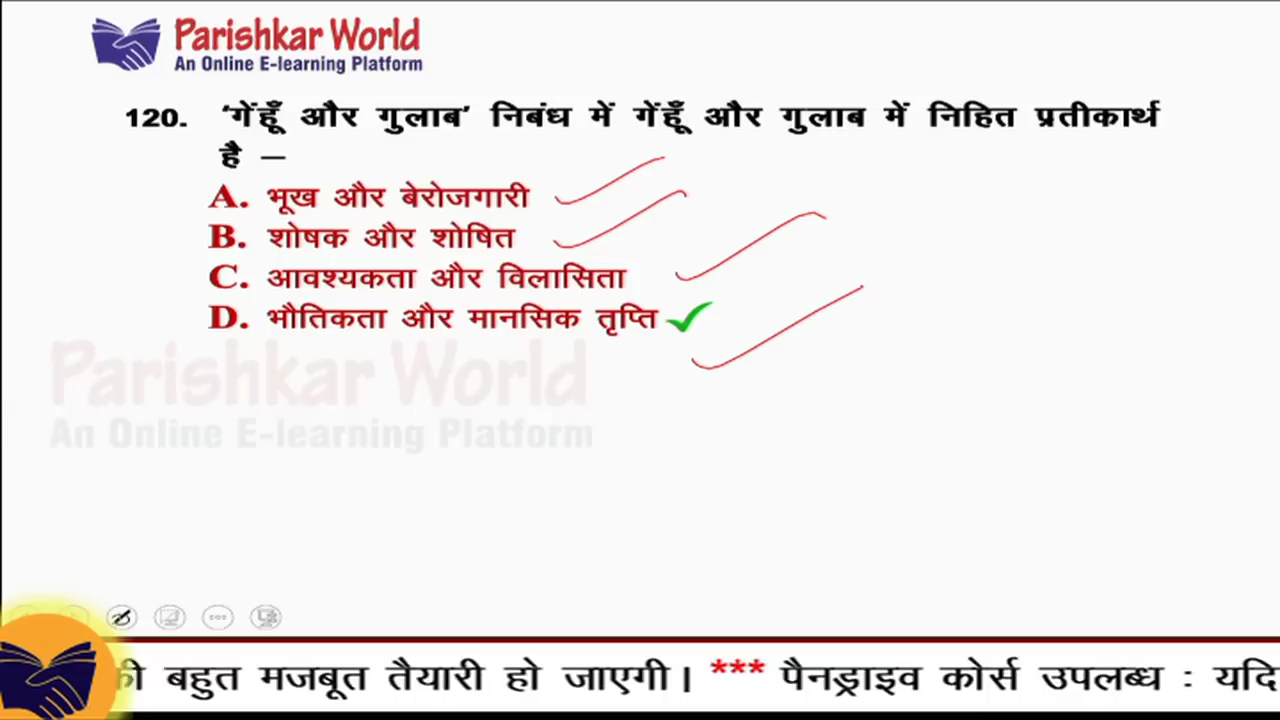 Parishkar World
An Online E-learning Platform
120. 'गेंहूँ और गुलाब' निबंध में गेंहूँ और गुलाब में निहित प्रतीकार्थ
है –
A. भूख और बेरोजगारी
B. शोषक और शोषित
C. आवश्यकता और विलासिता
D. भौतिकता और मानसिक तृप्ति
Parishkar World
An Online E-learning Platform
की बहुत मजबूत तैयारी हो जाएगी। *** पैनड्राइव कोर्स उपलब्ध : यदि